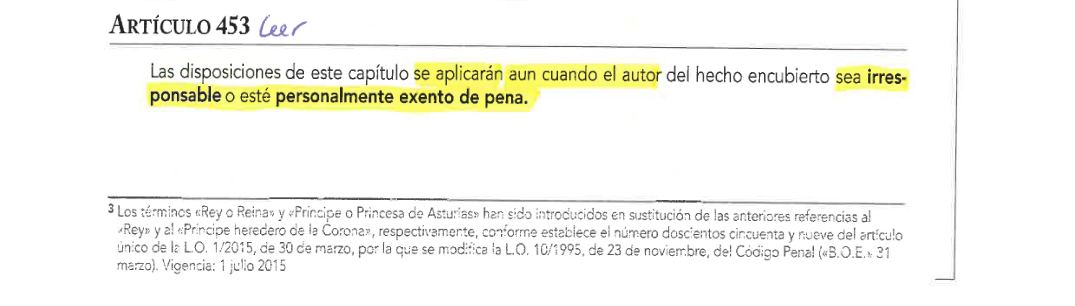 ARTÍCULO 453 Leer
Las disposiciones de este capítulo se aplicarán aun cuando el autor del hecho encubierto sea irres-
ponsable o esté personalmente exento de pena.
3 Los términos «Rey o Reina» y «Príncipe o Princesa de Asturias» han sido introducidos en sustitución de las anteriores referencias al
«Rey» y al «Príncipe heredero de la Corona», respectivamente, conforme establece el número doscientos cincuenta y nueve del artículo
único de la L.O. 1/2015, de 30 de marzo, por la que se modifica la L.O. 10/1995, de 23 de noviembre, del Código Penal («B.O.E.» 31
marzo). Vigencia: 1 julio 2015